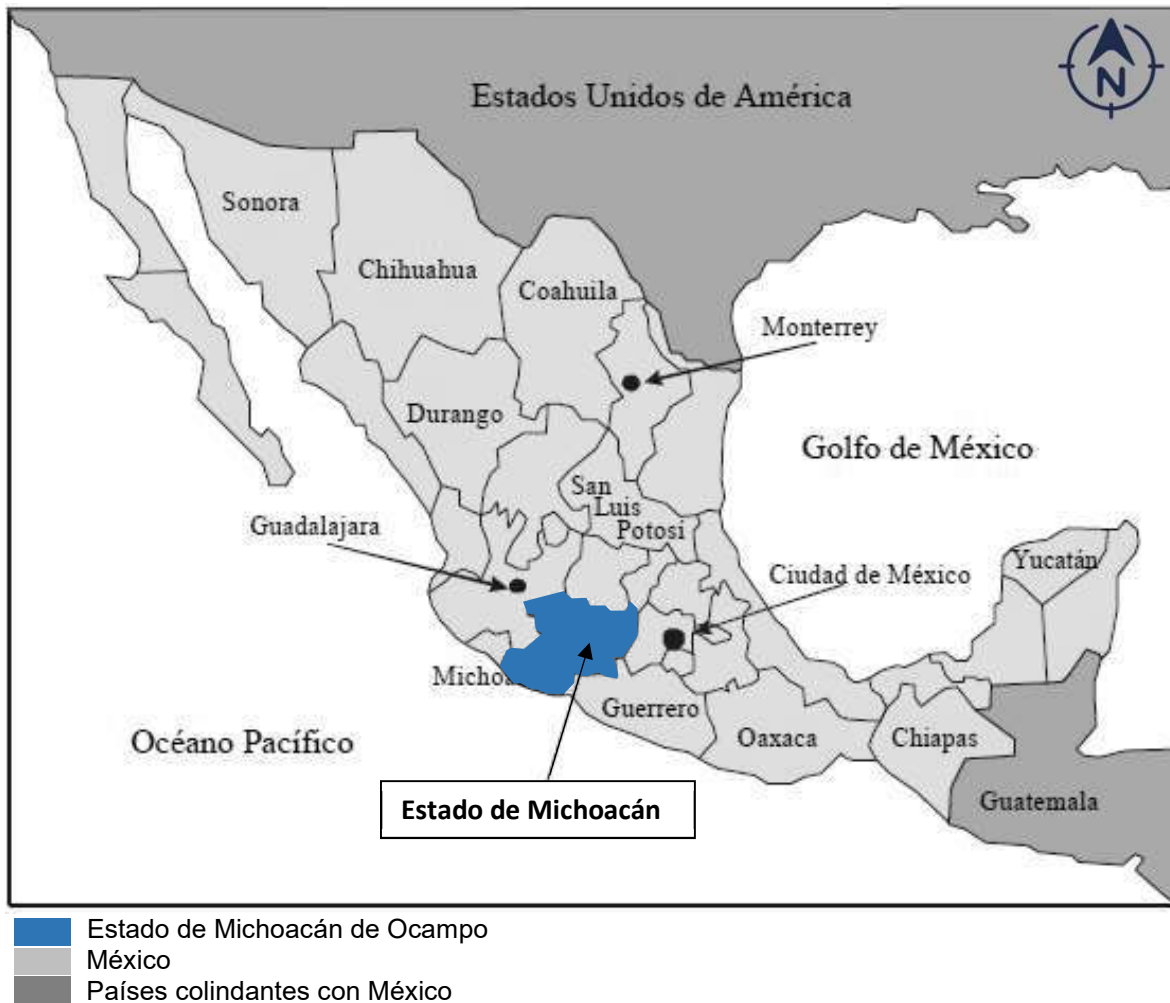 N
Estados Unidos de América
Sonora
Chihuahua
Coahuila
Monterrey
Durango
Golfo de México
San
Luis
Potosí
Guadalajara
Yucatán
Ciudad de México
Michoa
Guerrero
Océano Pacífico
Oaxaca
Chiapas
Estado de Michoacán
Guatemala
Estado de Michoacán de Ocampo
México
Países colindantes con México